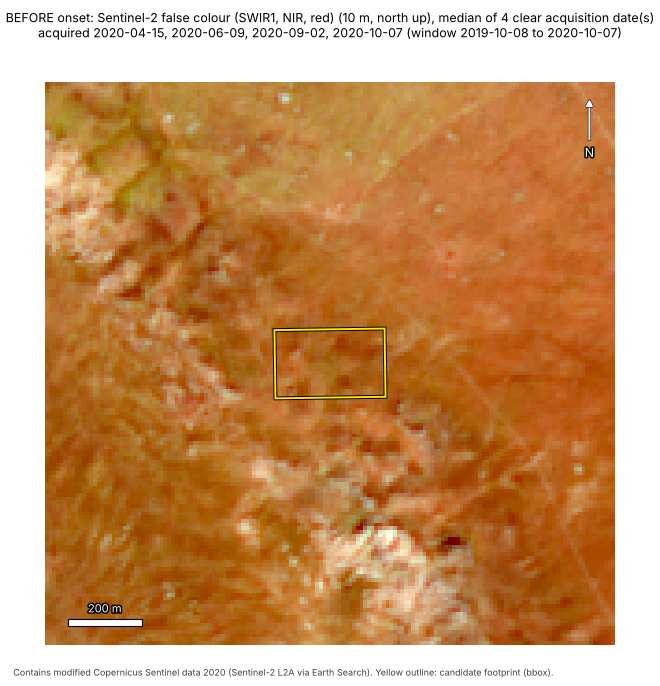 BEFORE onset: Sentinel-2 false colour (SWIR1, NIR, red) (10 m, north up), median of 4 clear acquisition date(s)
acquired 2020-04-15, 2020-06-09, 2020-09-02, 2020-10-07 (window 2019-10-08 to 2020-10-07)
N
200 m
Contains modified Copernicus Sentinel data 2020 (Sentinel-2 L2A via Earth Search). Yellow outline: candidate footprint (bbox).